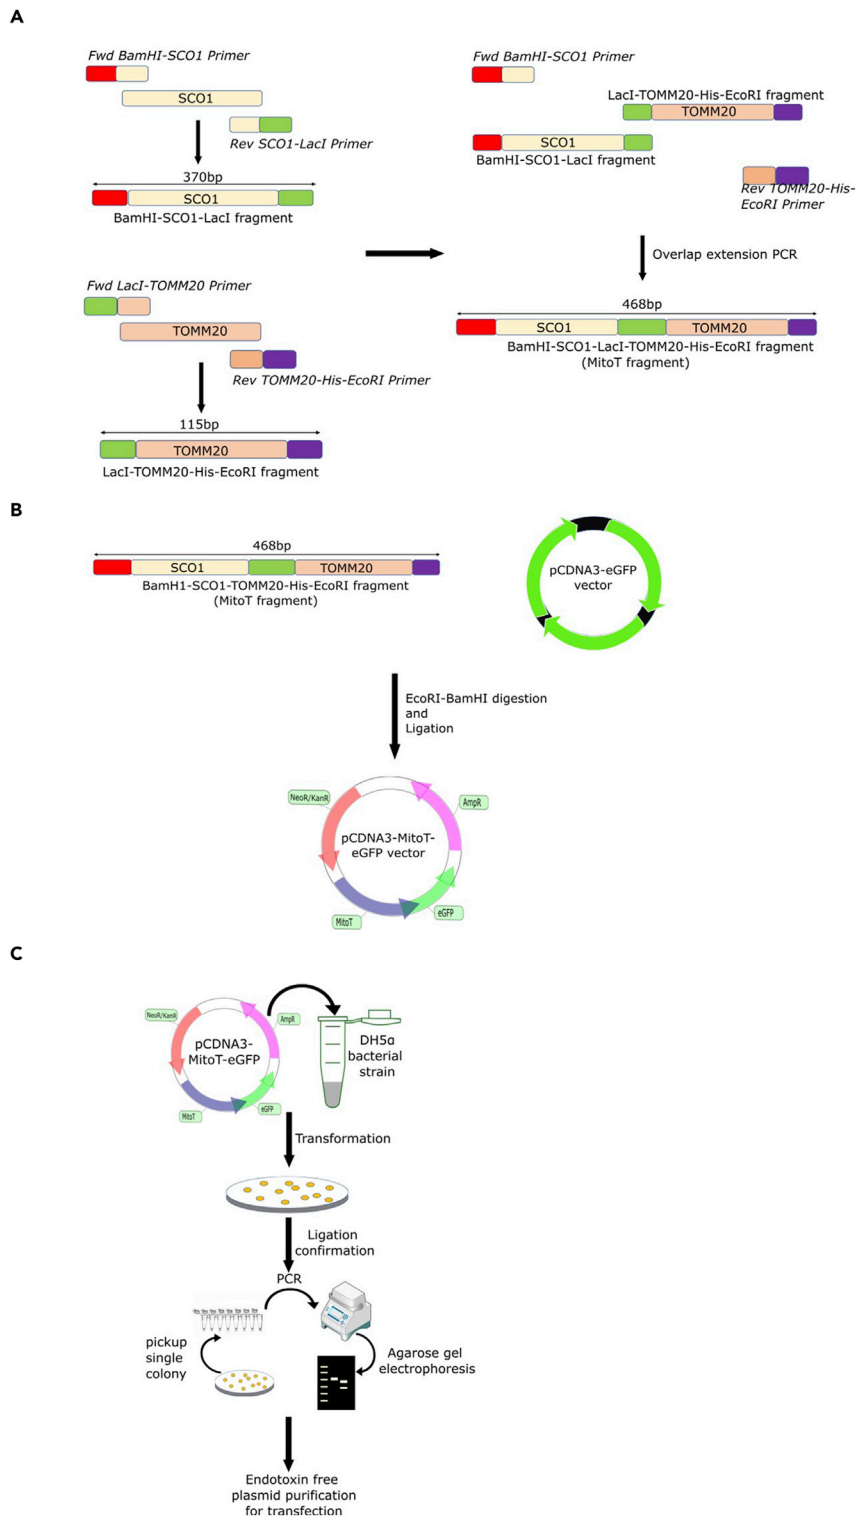 A
Fwd BamHI-SCO1 Primer
SCO1
Rev SCO1-LacI Primer
370bp
SCO1
BamHI-SCO1-LacI fragment
Fwd LacI-TOMM20 Primer
TOMM20
Rev TOMM20-His-EcoRI Primer
115bp
TOMM20
LacI-TOMM20-His-EcoRI fragment
Fwd BamHI-SCO1 Primer
LacI-TOMM20-His-EcoRI fragment
TOMM20
SCO1
BamHI-SCO1-LacI fragment
Rev TOMM20-His-
EcoRI Primer
Overlap extension PCR
468bp
SCO1
TOMM20
BamHI-SCO1-LacI-TOMM20-His-EcoRI fragment
(MitoT fragment)
B
468bp
SCO1
TOMM20
BamH1-SCO1-TOMM20-His-EcoRI fragment
(MitoT fragment)
pCDNA3-eGFP
vector
EcoRI-BamHI digestion
and
Ligation
NeoR/KanR
AmpR
pCDNA3-MitoT-
eGFP vector
MitoT
eGFP
C
NeoR/KanR
AmpR
pCDNA3-
MitoT-eGFP
MitoT
eGFP
DH5α
bacterial
strain
Transformation
Ligation
confirmation
PCR
pickup
single
colony
Agarose gel
electrophoresis
Endotoxin free
plasmid purification
for transfection